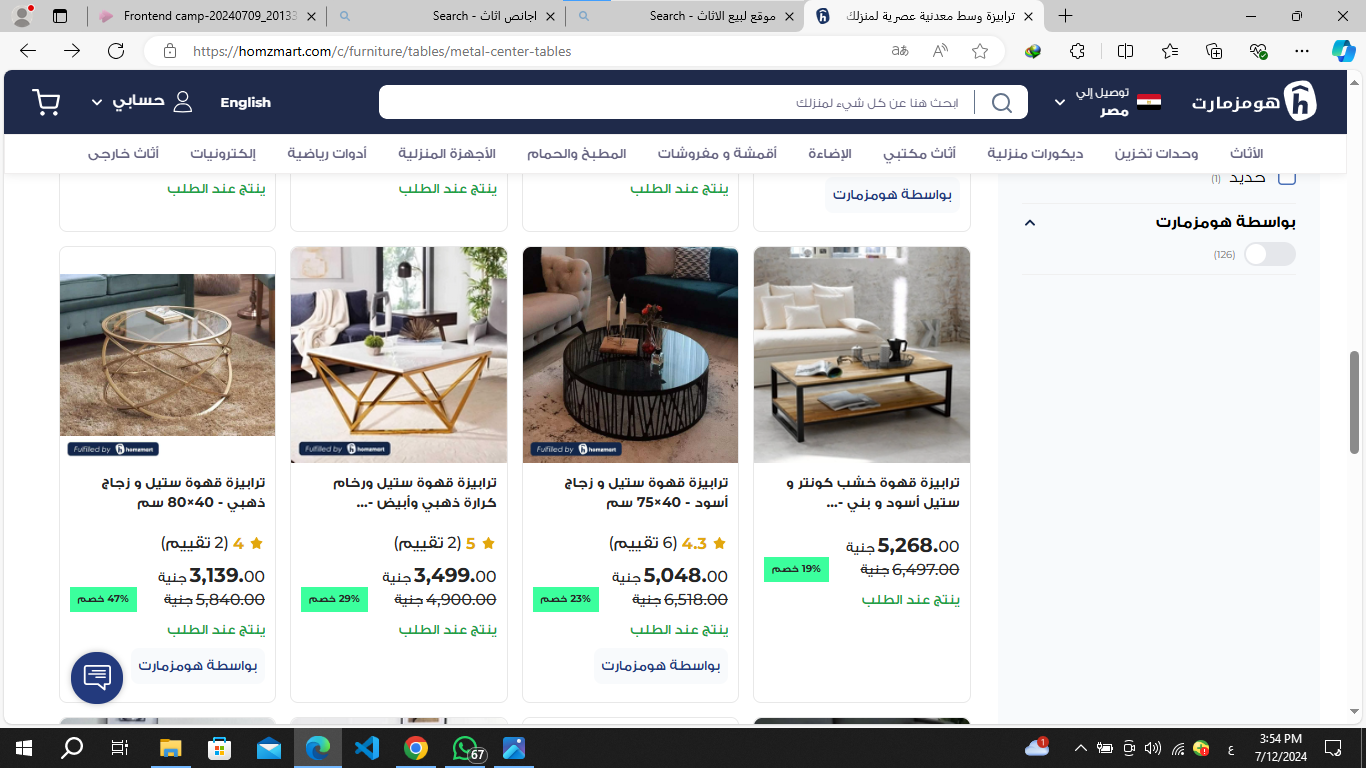 Frontend camp-20240709_20133
اجانص اثاث - Search
موقع لبيع الاثاث - Search
ترابيزة وسط معدنية عصرية لمنزلك
https://homzmart.com/c/furniture/tables/metal-center-tables
هومزمارت
توصيل إلي
مصر
ابحث هنا عن كل شيء لمنزلك
English
حسابي
الأثاث
وحدات تخزين
ديكورات منزلية
أثاث مكتبي
الإضاءة
أقمشة و مفروشات
المطبخ والحمام
الأجهزة المنزلية
أدوات رياضية
إلكترونيات
أثاث خارجى
حديد (1)
بواسطة هومزمارت
(126)
بواسطة هومزمارت
ينتج عند الطلب
ينتج عند الطلب
ينتج عند الطلب
ترابيزة قهوة خشب كونتر و
ستيل أسود و بني -...
5,268.00 جنية
6,497.00 جنية
19% خصم
ينتج عند الطلب
Fulfilled by homzmart
ترابيزة قهوة ستيل و زجاج
أسود - 40×75 سم
4.3 (6 تقييم)
5,048.00 جنية
6,518.00 جنية
23% خصم
ينتج عند الطلب
بواسطة هومزمارت
Fulfilled by homzmart
ترابيزة قهوة ستيل ورخام
كرارة ذهبي وأبيض -...
5 (2 تقييم)
3,499.00 جنية
4,900.00 جنية
29% خصم
ينتج عند الطلب
Fulfilled by homzmart
ترابيزة قهوة ستيل و زجاج
ذهبي - 40×80 سم
4 (2 تقييم)
3,139.00 جنية
5,840.00 جنية
47% خصم
ينتج عند الطلب
بواسطة هومزمارت
67
1
ع
3:54 PM
7/12/2024